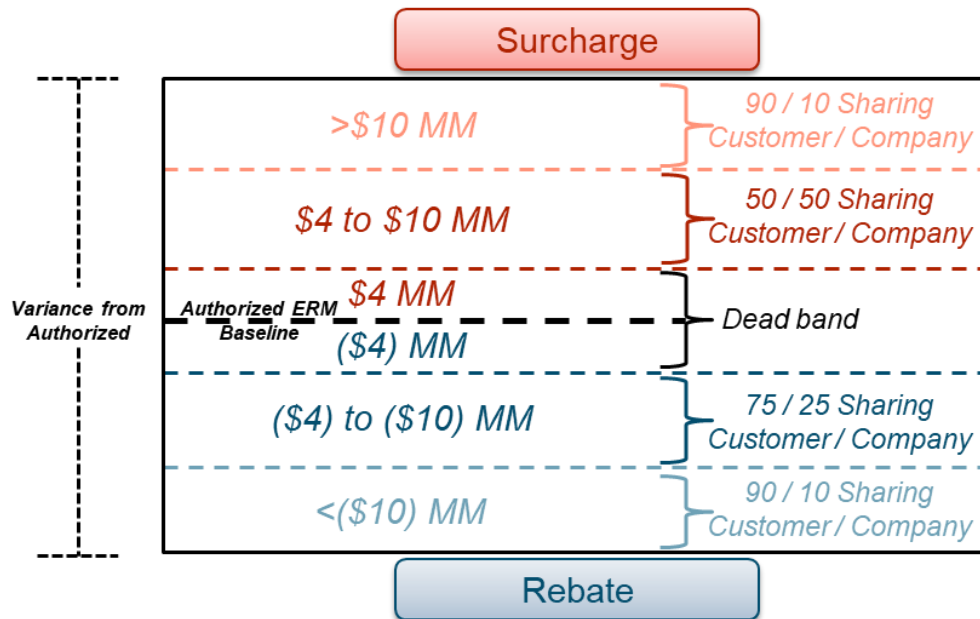 Surcharge
>$10 MM
90 / 10 Sharing
Customer / Company
$4 to $10 MM
50 / 50 Sharing
Customer / Company
Variance from
Authorized
Authorized ERM
Baseline
$4 MM
($4) MM
Dead band
($4) to ($10) MM
75 / 25 Sharing
Customer / Company
<($10) MM
90 / 10 Sharing
Customer / Company
Rebate